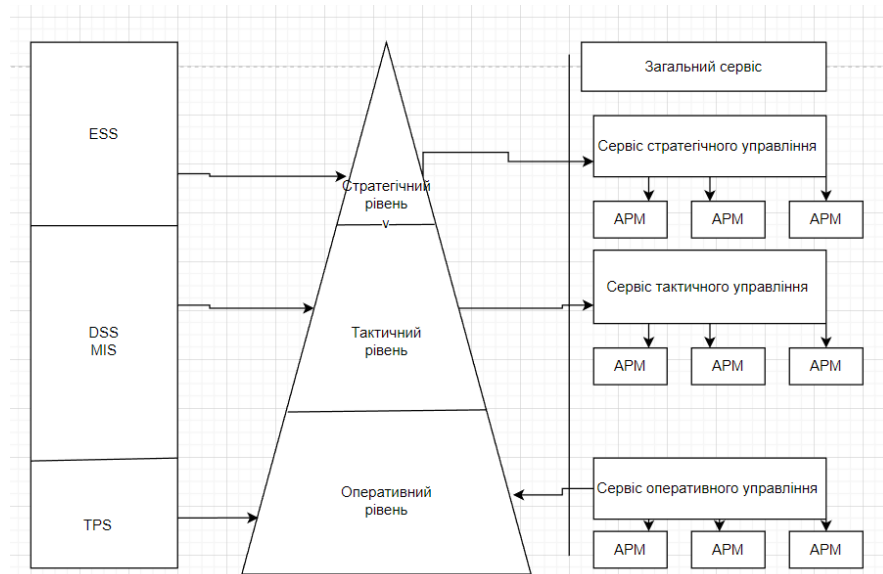 ESS
DSS
MIS
TPS
Стратегічний
рівень
v
Тактичний
рівень
Оперативний
рівень
Загальний сервіс
Сервіс стратегічного управління
АРМ
АРМ
АРМ
Сервіс тактичного управління
АРМ
АРМ
АРМ
Сервіс оперативного управління
АРМ
АРМ
АРМ